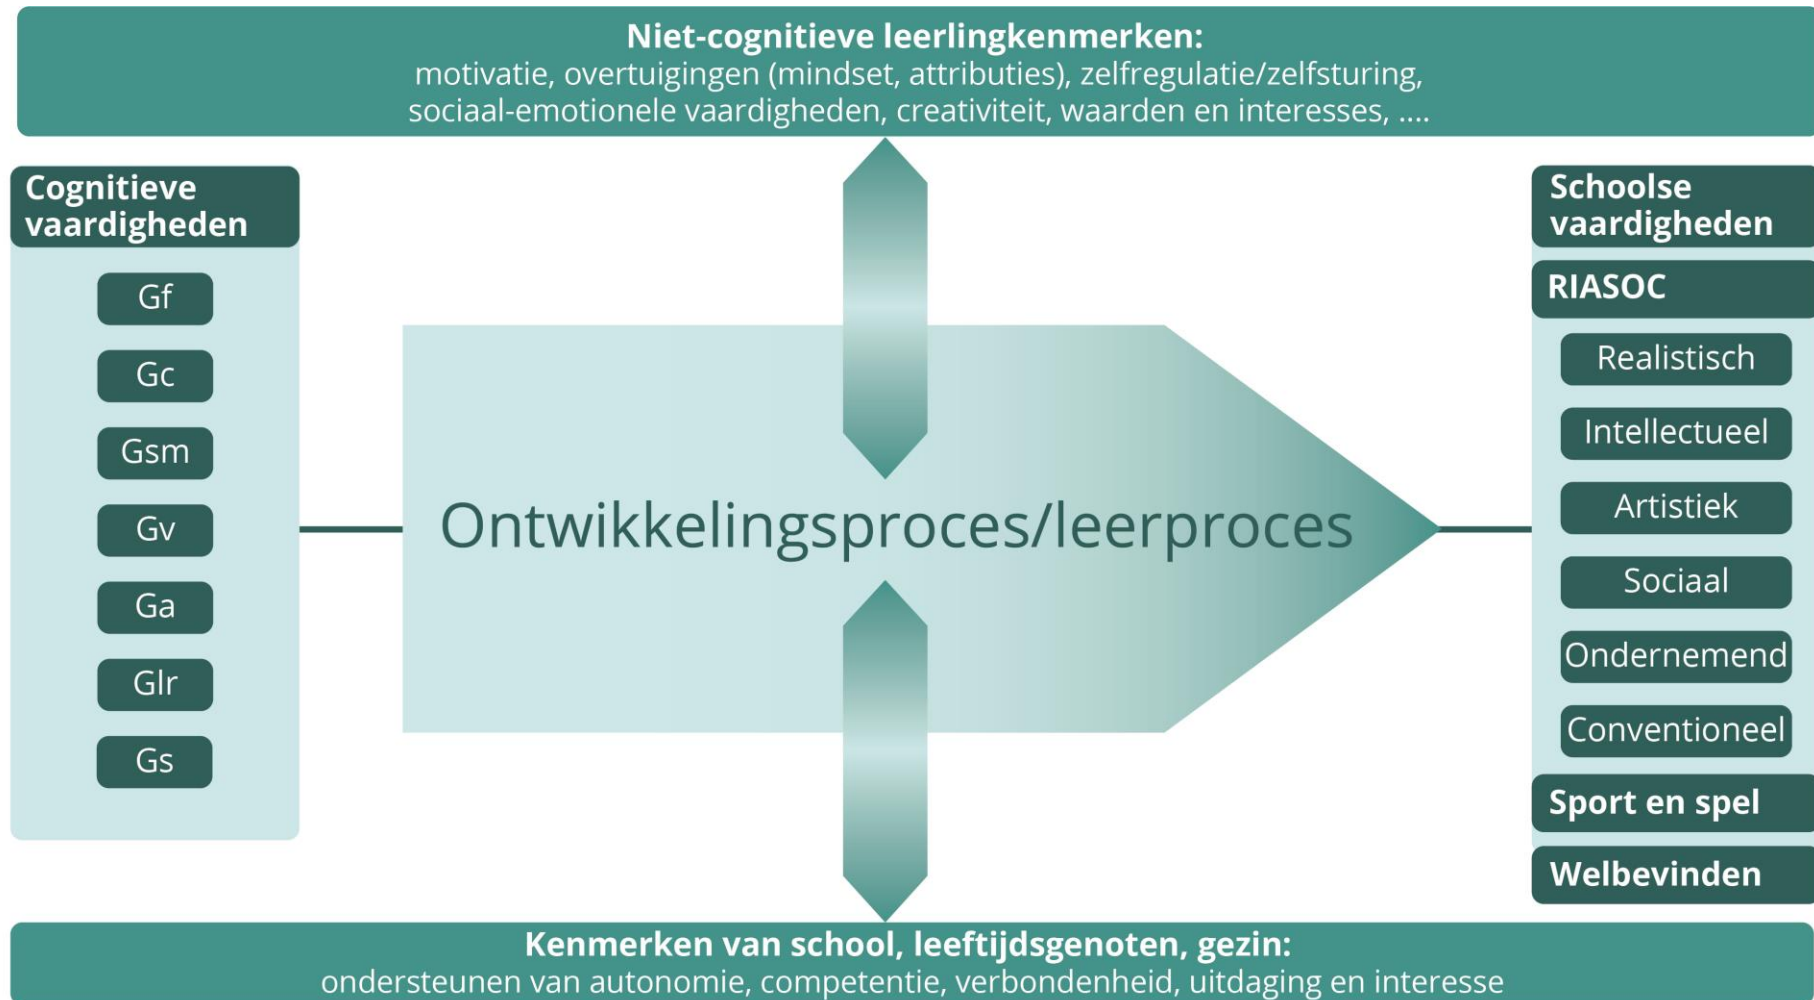 Niet-cognitieve leerlingkenmerken:
motivatie, overtuigingen (mindset, attributies), zelfregulatie/zelfsturing,
sociaal-emotionele vaardigheden, creativiteit, waarden en interesses, ....
Cognitieve
vaardigheden
Gf
Gc
Gsm
Gv
Ga
Glr
Gs
Ontwikkelingsproces/leerproces
Schoolse
vaardigheden
RIASOC
Realistisch
Intellectueel
Artistiek
Sociaal
Ondernemend
Conventioneel
Sport en spel
Welbevinden
Kenmerken van school, leeftijdsgenoten, gezin:
ondersteunen van autonomie, competentie, verbondenheid, uitdaging en interesse